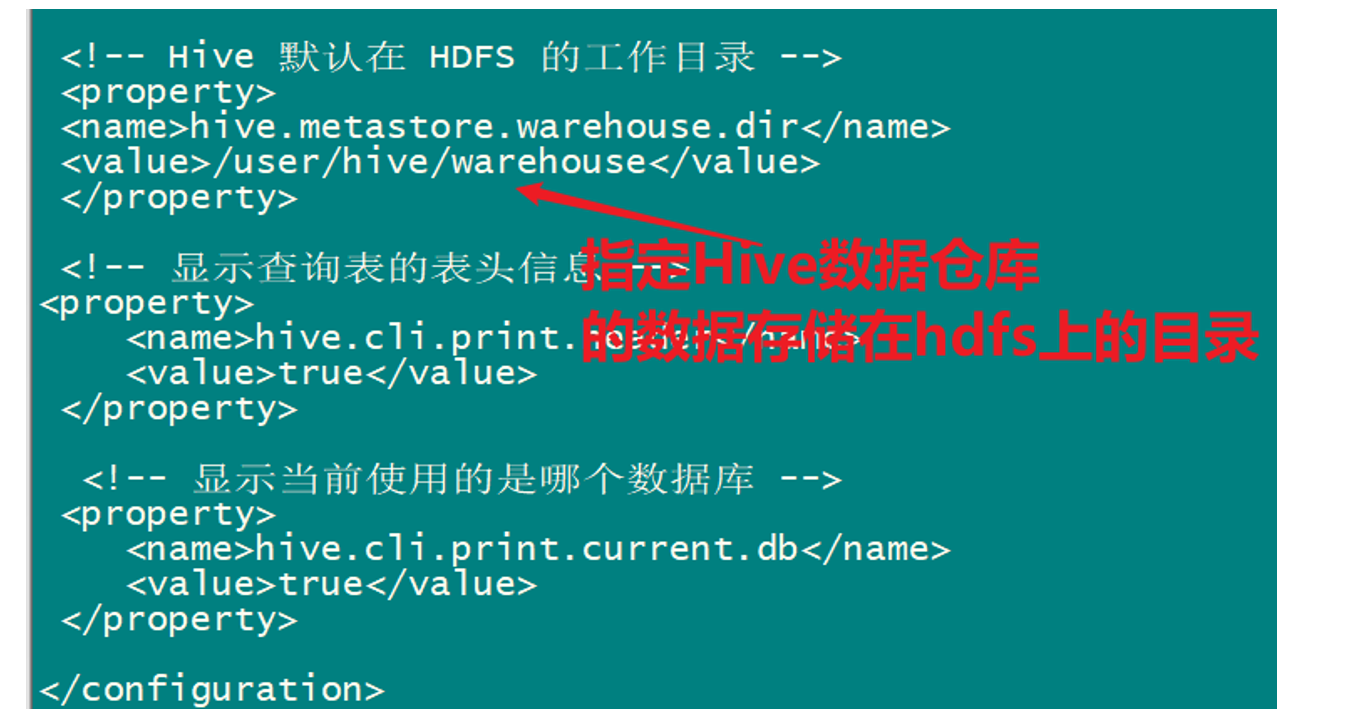 <!-- Hive 默认在 HDFS 的工作目录 -->
<property>
<name>hive.metastore.warehouse.dir</name>
<value>/user/hive/warehouse</value>
</property>
<!-- 显示查询表的表头信息 -->
指定Hive数据仓库
<property>
<name>hive.cli.print.header</name>
的数据存储在hdfs上的目录
<value>true</value>
</property>
<!-- 显示当前使用的是哪个数据库 -->
<property>
<name>hive.cli.print.current.db</name>
<value>true</value>
</property>
</configuration>